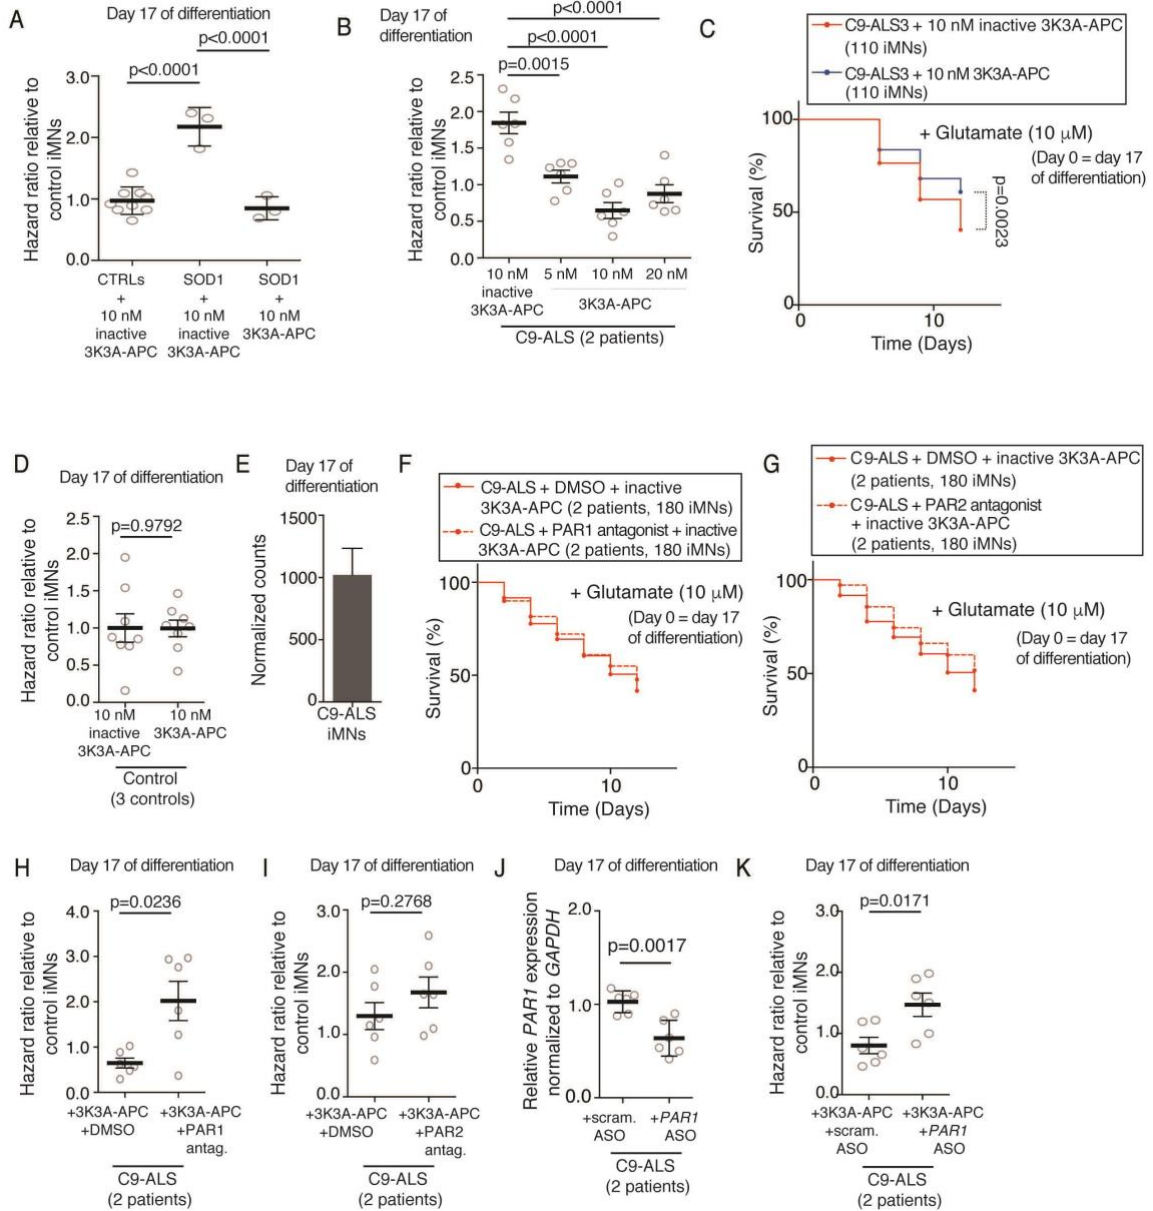 A
Day 17 of differentiation
p<0.0001
p<0.0001
Hazard ratio relative to
control iMNs
3.0
2.0
1.0
0.0
CTRLs
+
10 nM
inactive
3K3A-APC
SOD1
+
10 nM
inactive
3K3A-APC
SOD1
+
10 nM
3K3A-APC
B
Day 17 of
differentiation
p<0.0001
p<0.0001
p=0.0015
Hazard ratio relative to
control iMNs
2.5
2.0
1.5
1.0
0.5
0.0
10 nM
inactive
3K3A-APC
5 nM
10 nM
20 nM
3K3A-APC
C9-ALS (2 patients)
C
C9-ALS3 + 10 nM inactive 3K3A-APC
(110 iMNs)
C9-ALS3 + 10 nM 3K3A-APC
(110 iMNs)
+ Glutamate (10 μM)
(Day 0 = day 17
of differentiation)
p=0.0023
Survival (%)
100
50
0
0
10
Time (Days)
D
Day 17 of differentiation
p=0.9792
Hazard ratio relative to
control iMNs
2.5
2.0
1.5
1.0
0.5
0.0
10 nM
inactive
3K3A-APC
10 nM
3K3A-APC
Control
(3 controls)
E
Day 17 of
differentiation
Normalized counts
1500
1000
500
0
C9-ALS
iMNs
F
C9-ALS + DMSO + inactive
3K3A-APC (2 patients, 180 iMNs)
C9-ALS + PAR1 antagonist + inactive
3K3A-APC (2 patients, 180 iMNs)
+ Glutamate (10 μM)
(Day 0 = day 17
of differentiation)
Survival (%)
100
50
0
0
10
Time (Days)
G
C9-ALS + DMSO + inactive 3K3A-APC
(2 patients, 180 iMNs)
C9-ALS + PAR2 antagonist
+ inactive 3K3A-APC
(2 patients, 180 iMNs)
+ Glutamate (10 μM)
(Day 0 = day 17
of differentiation)
Survival (%)
100
50
0
0
10
Time (Days)
H
Day 17 of differentiation
p=0.0236
Hazard ratio relative to
control iMNs
4.0
3.0
2.0
1.0
0.0
+3K3A-APC
+DMSO
+3K3A-APC
+PAR1
antag.
C9-ALS
(2 patients)
I
Day 17 of differentiation
p=0.2768
Hazard ratio relative to
control iMNs
3.0
2.0
1.0
0.0
+3K3A-APC
+DMSO
+3K3A-APC
+PAR2
antag.
C9-ALS
(2 patients)
J
Day 17 of differentiation
p=0.0017
Relative PAR1 expression
normalized to GAPDH
2.0
1.0
0.0
+scram.
ASO
+PAR1
ASO
C9-ALS
(2 patients)
K
Day 17 of differentiation
p=0.0171
Hazard ratio relative to
control iMNs
3.0
2.0
1.0
0.0
+3K3A-APC
+scram.
ASO
+3K3A-APC
+PAR1
ASO
C9-ALS
(2 patients)